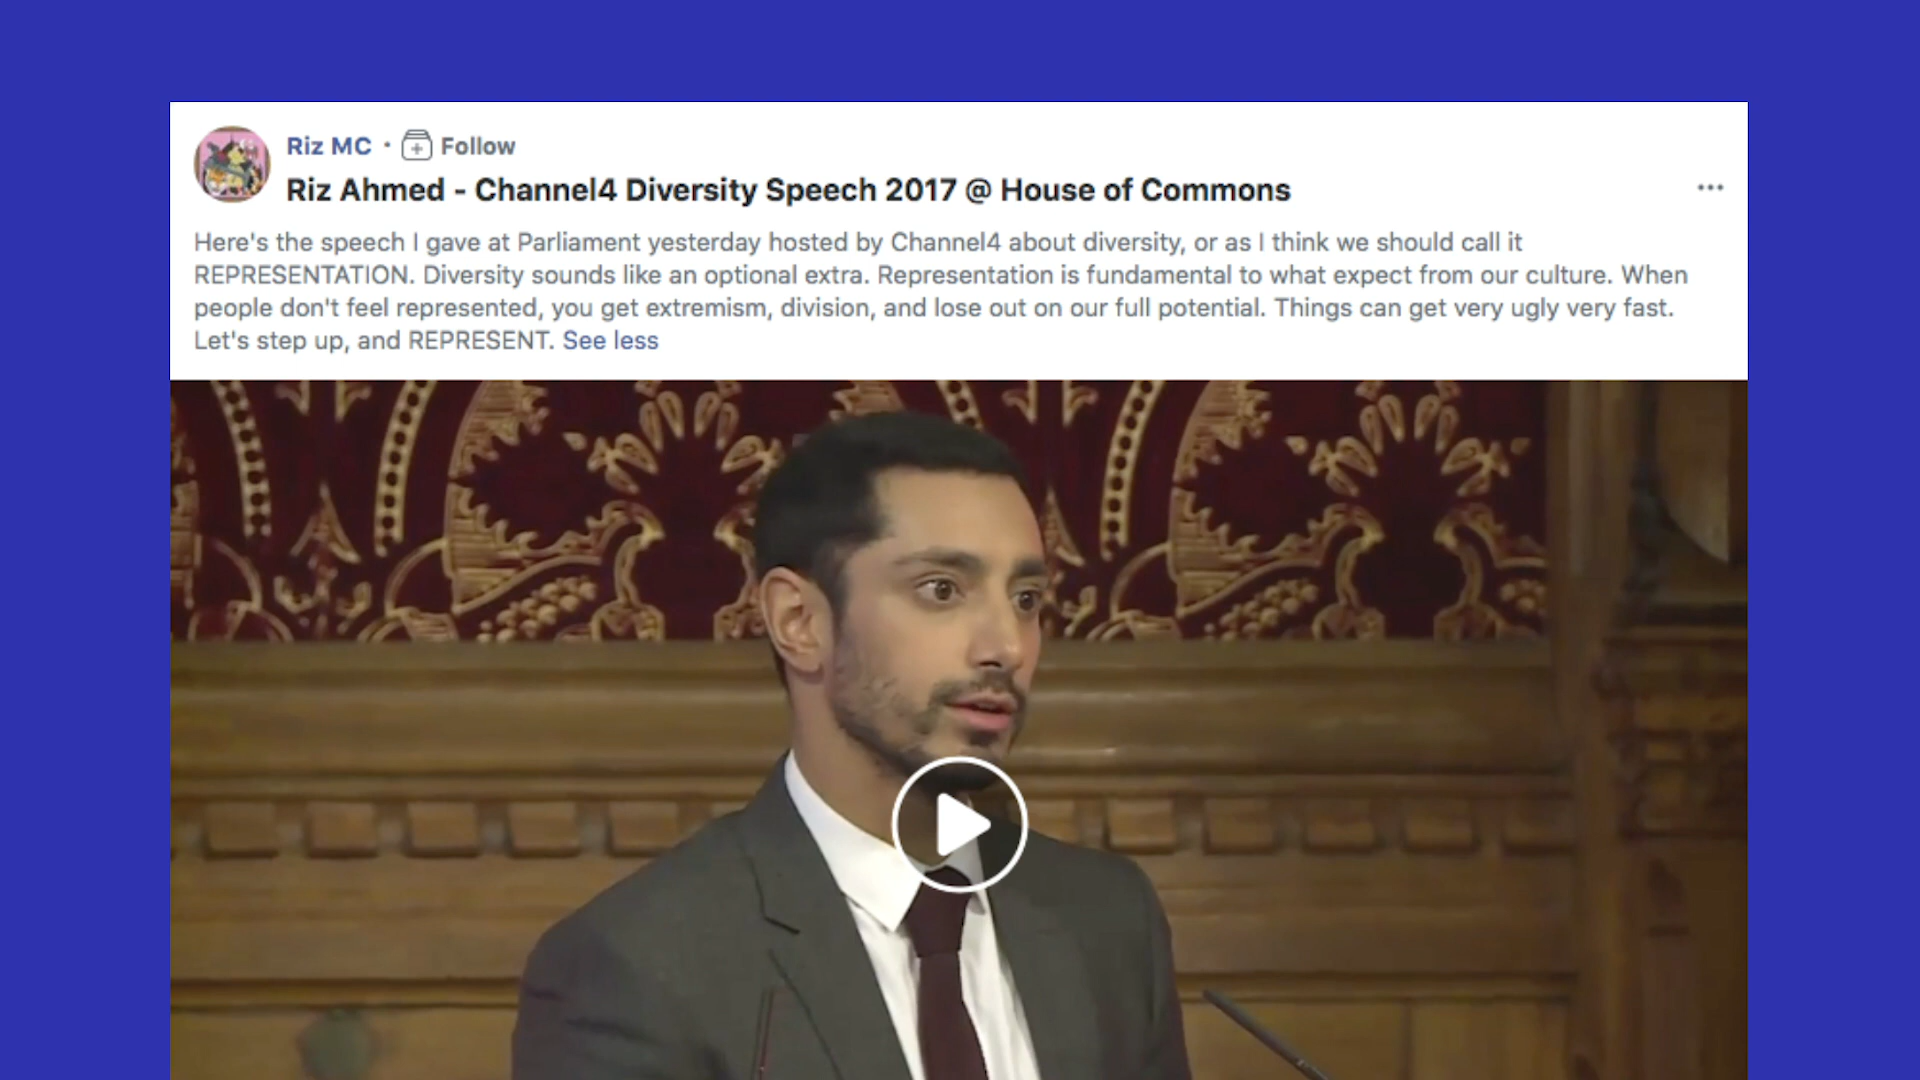 Riz MC · Follow
Riz Ahmed - Channel4 Diversity Speech 2017 @ House of Commons
Here's the speech I gave at Parliament yesterday hosted by Channel4 about diversity, or as I think we should call it
REPRESENTATION. Diversity sounds like an optional extra. Representation is fundamental to what expect from our culture. When
people don't feel represented, you get extremism, division, and lose out on our full potential. Things can get very ugly very fast.
Let's step up, and REPRESENT. See less